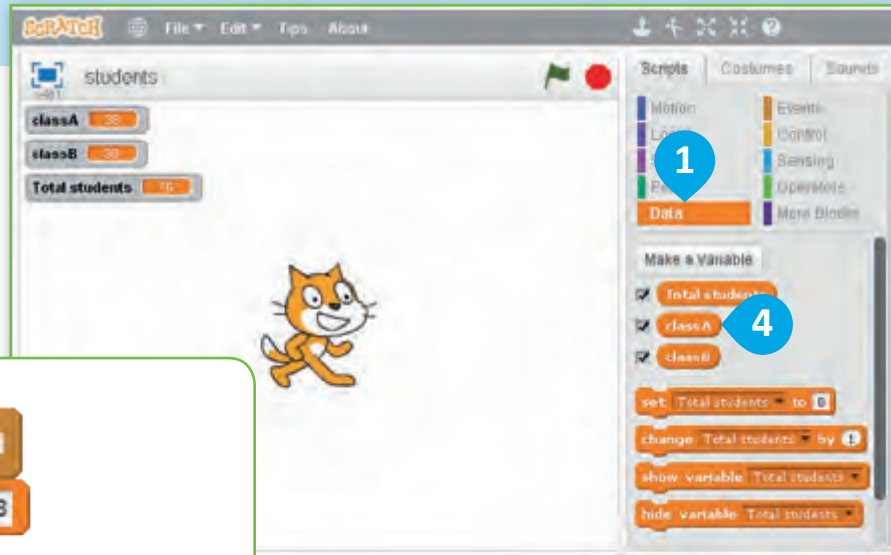 SCRATCH File Edit Tips About
students
Scripts Costumes Sounds
classA
classB 38
Total students 76
Motion Events
Looks Control
Sensing
Operators
Data More Blocks
1
Make a Variable
Total students
classA
4
classB
set Total students to 0
change Total students by 1
show variable Total students
hide variable Total students